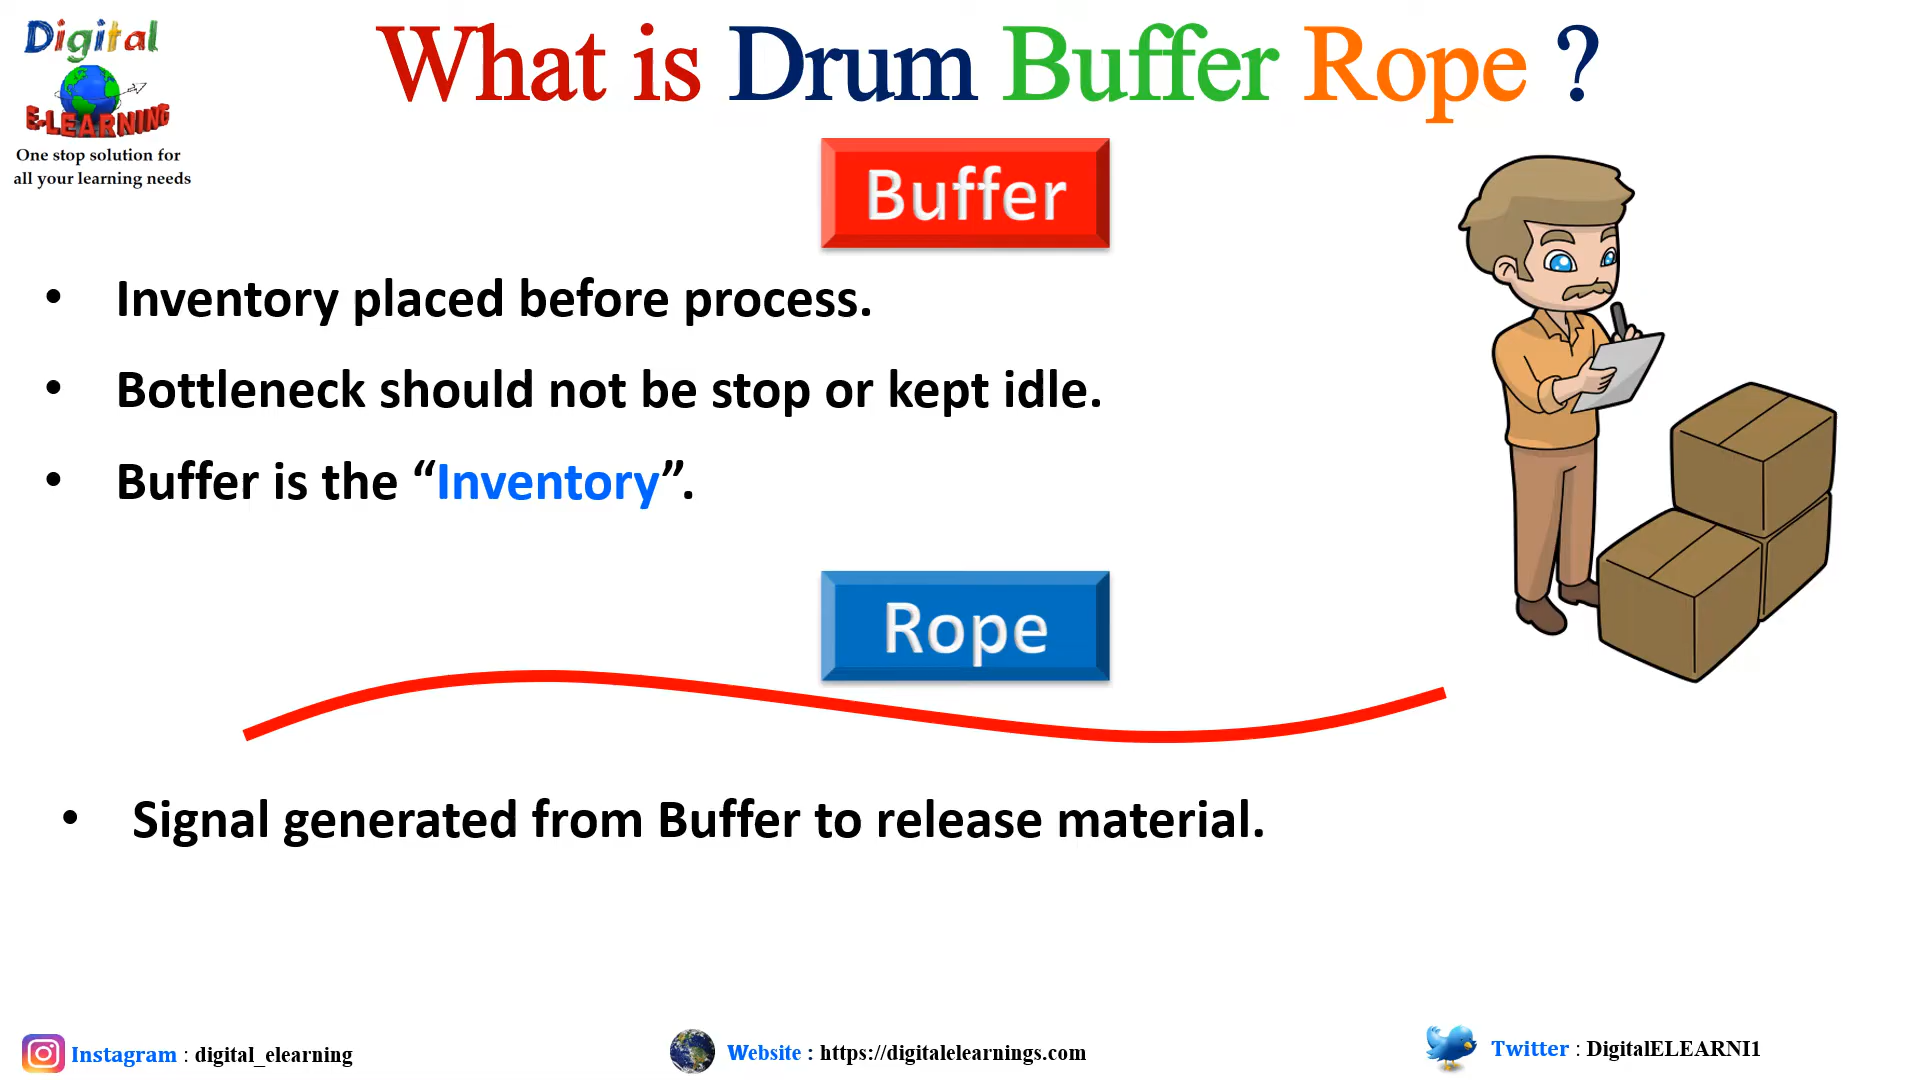 Digital
E-LEARNING
One stop solution for
all your learning needs
What is Drum Buffer Rope ?
Buffer
• Inventory placed before process.
• Bottleneck should not be stop or kept idle.
• Buffer is the “Inventory”.
Rope
• Signal generated from Buffer to release material.
Instagram : digital_elearning
Website : https://digitalelearnings.com
Twitter : DigitalELEARNI1